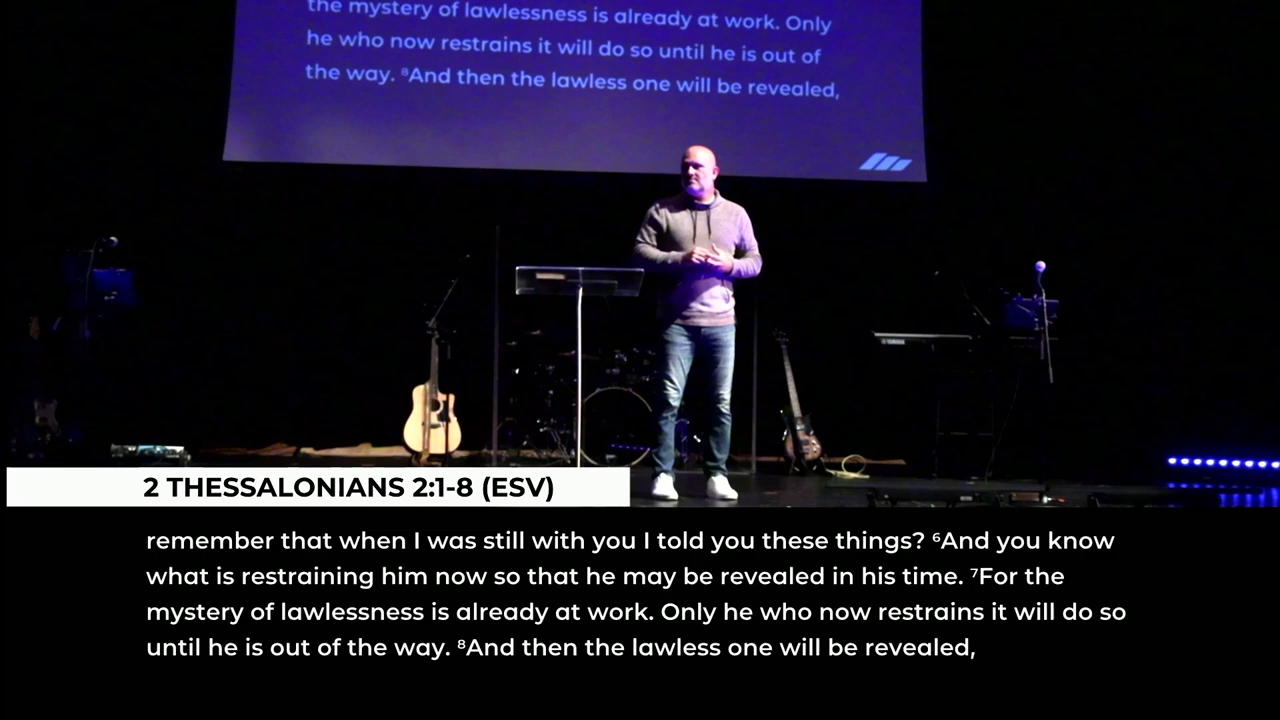 the mystery of lawlessness is already at work. Only
he who now restrains it will do so until he is out of
the way. ⁸And then the lawless one will be revealed,
YAMAHA
2 THESSALONIANS 2:1-8 (ESV)
remember that when I was still with you I told you these things? ⁶And you know
what is restraining him now so that he may be revealed in his time. ⁷For the
mystery of lawlessness is already at work. Only he who now restrains it will do so
until he is out of the way. ⁸And then the lawless one will be revealed,